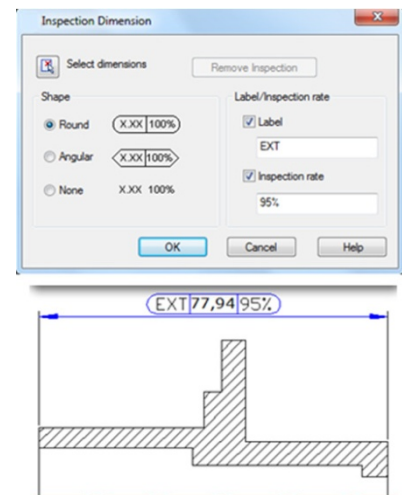 Inspection Dimension
Select dimensions
Remove Inspection
Shape
Label/Inspection rate
Round
X.XX 100%
Label
Angular
X.XX 100%
EXT
Inspection rate
None
X.XX 100%
95%
OK
Cancel
Help
EXT 77,94 95%